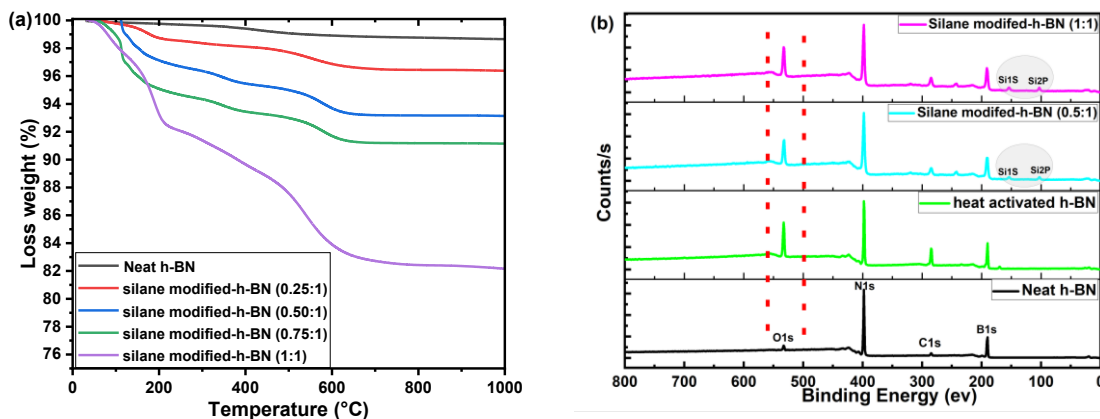 (a)
100
98
96
94
92
90
88
86
84
82
80
78
76
Loss weight (%)
Neat h-BN
silane modified-h-BN (0.25:1)
silane modified-h-BN (0.50:1)
silane modified-h-BN (0.75:1)
silane modified-h-BN (1:1)
0 200 400 600 800 1000
Temperature (°C)
(b)
Silane modifed-h-BN (1:1)
Si1S Si2P
Silane modifed-h-BN (0.5:1)
Si1S Si2P
heat activated h-BN
Neat h-BN
N1s
O1s C1s B1s
Counts/s
800 700 600 500 400 300 200 100 0
Binding Energy (ev)